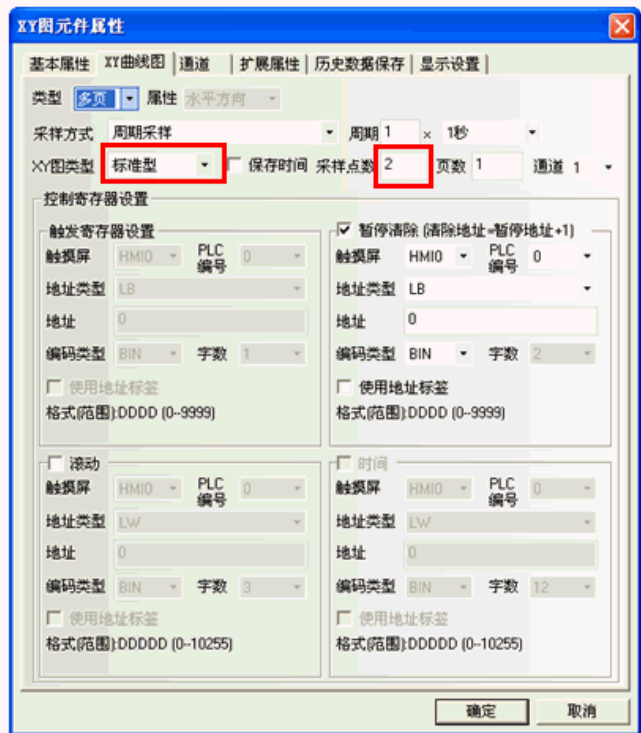 XY图元件属性
基本属性 XY曲线图 通道 扩展属性 历史数据保存 显示设置
类型 多页 属性 水平方向
采样方式 周期采样 周期 1 × 1秒
XY图类型 标准型 保存时间 采样点数 2 页数 1 通道 1
控制寄存器设置
触发寄存器设置
触摸屏 HMI0 PLC编号 0
地址类型 LB
地址 0
编码类型 BIN 字数 1
使用地址标签
格式(范围):DDDD (0--9999)
暂停清除 (清除地址=暂停地址+1)
触摸屏 HMI0 PLC编号 0
地址类型 LB
地址 0
编码类型 BIN 字数 2
使用地址标签
格式(范围):DDDD (0--9999)
滚动
触摸屏 HMI0 PLC编号 0
地址类型 LW
地址 0
编码类型 BIN 字数 3
使用地址标签
格式(范围):DDDDD (0--10255)
时间
触摸屏 HMI0 PLC编号 0
地址类型 LW
地址 0
编码类型 BIN 字数 12
使用地址标签
格式(范围):DDDDD (0--10255)
确定 取消